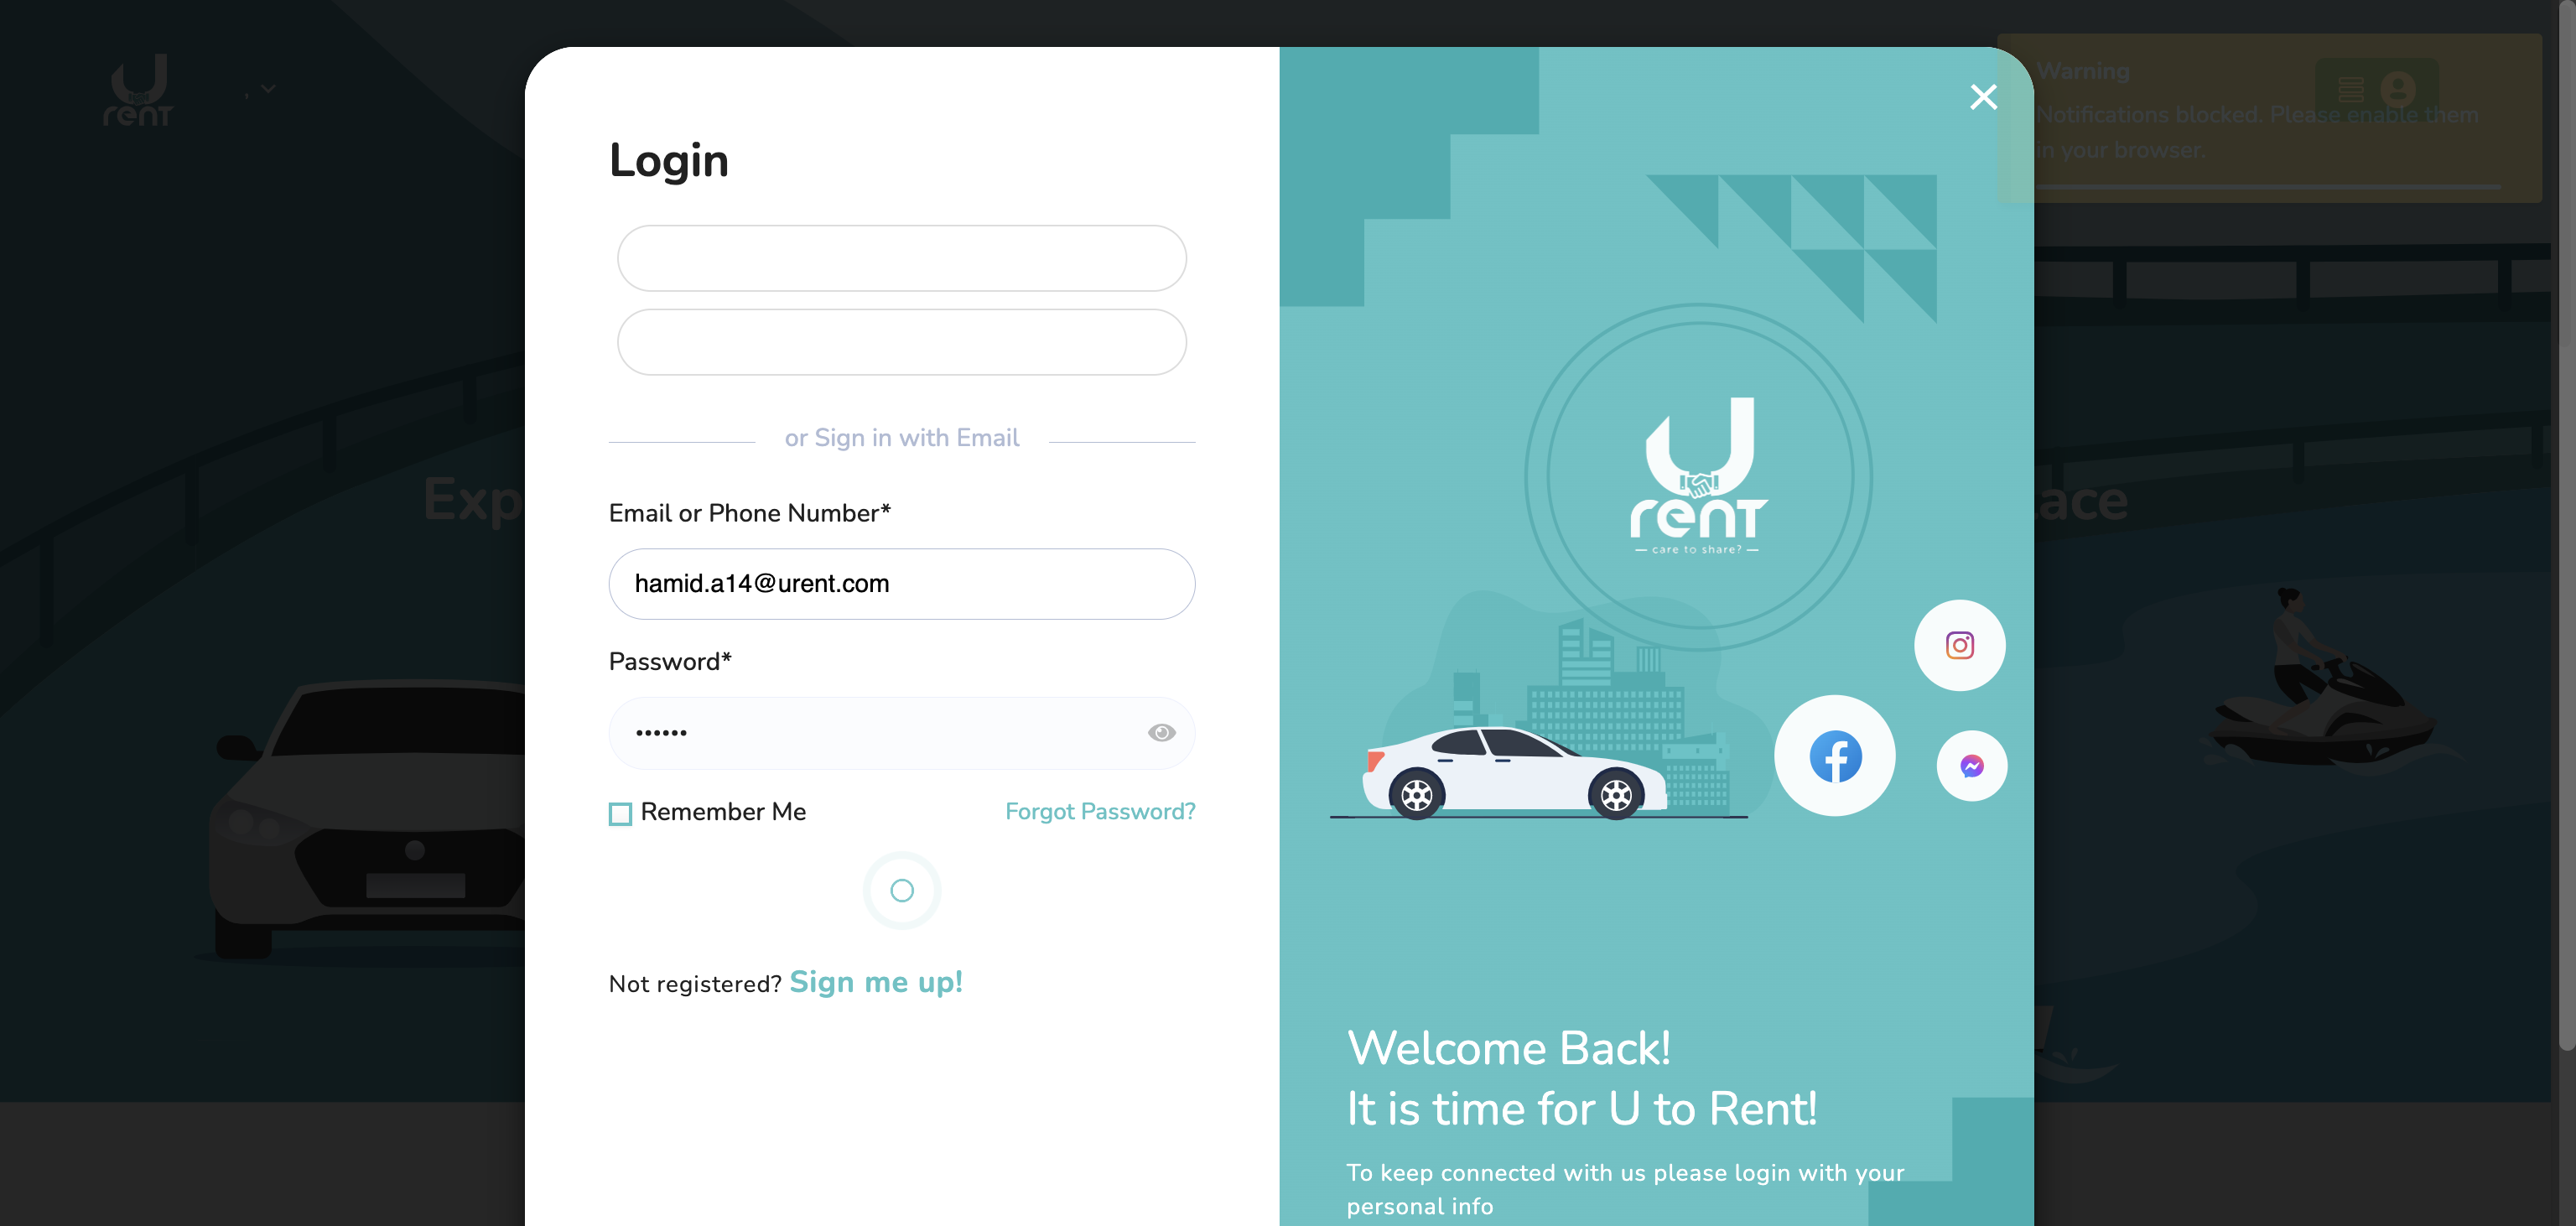 U
rent
Warning
Notifications blocked. Please enable them
in your browser.
Login
or Sign in with Email
Email or Phone Number*
hamid.a14@urent.com
Password*
••••••
Remember Me
Forgot Password?
Not registered? Sign me up!
U
rent
care to share?
Welcome Back!
It is time for U to Rent!
To keep connected with us please login with your
personal info